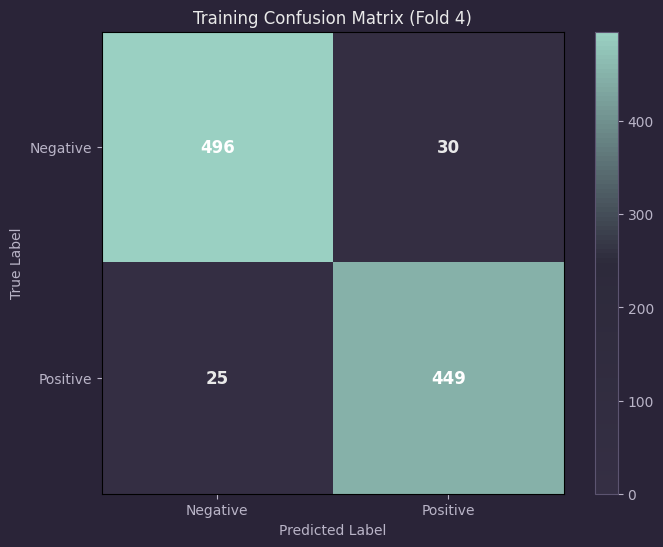 Training Confusion Matrix (Fold 4)
True Label
Negative
496
30
Positive
25
449
Negative
Positive
Predicted Label
400
300
200
100
0